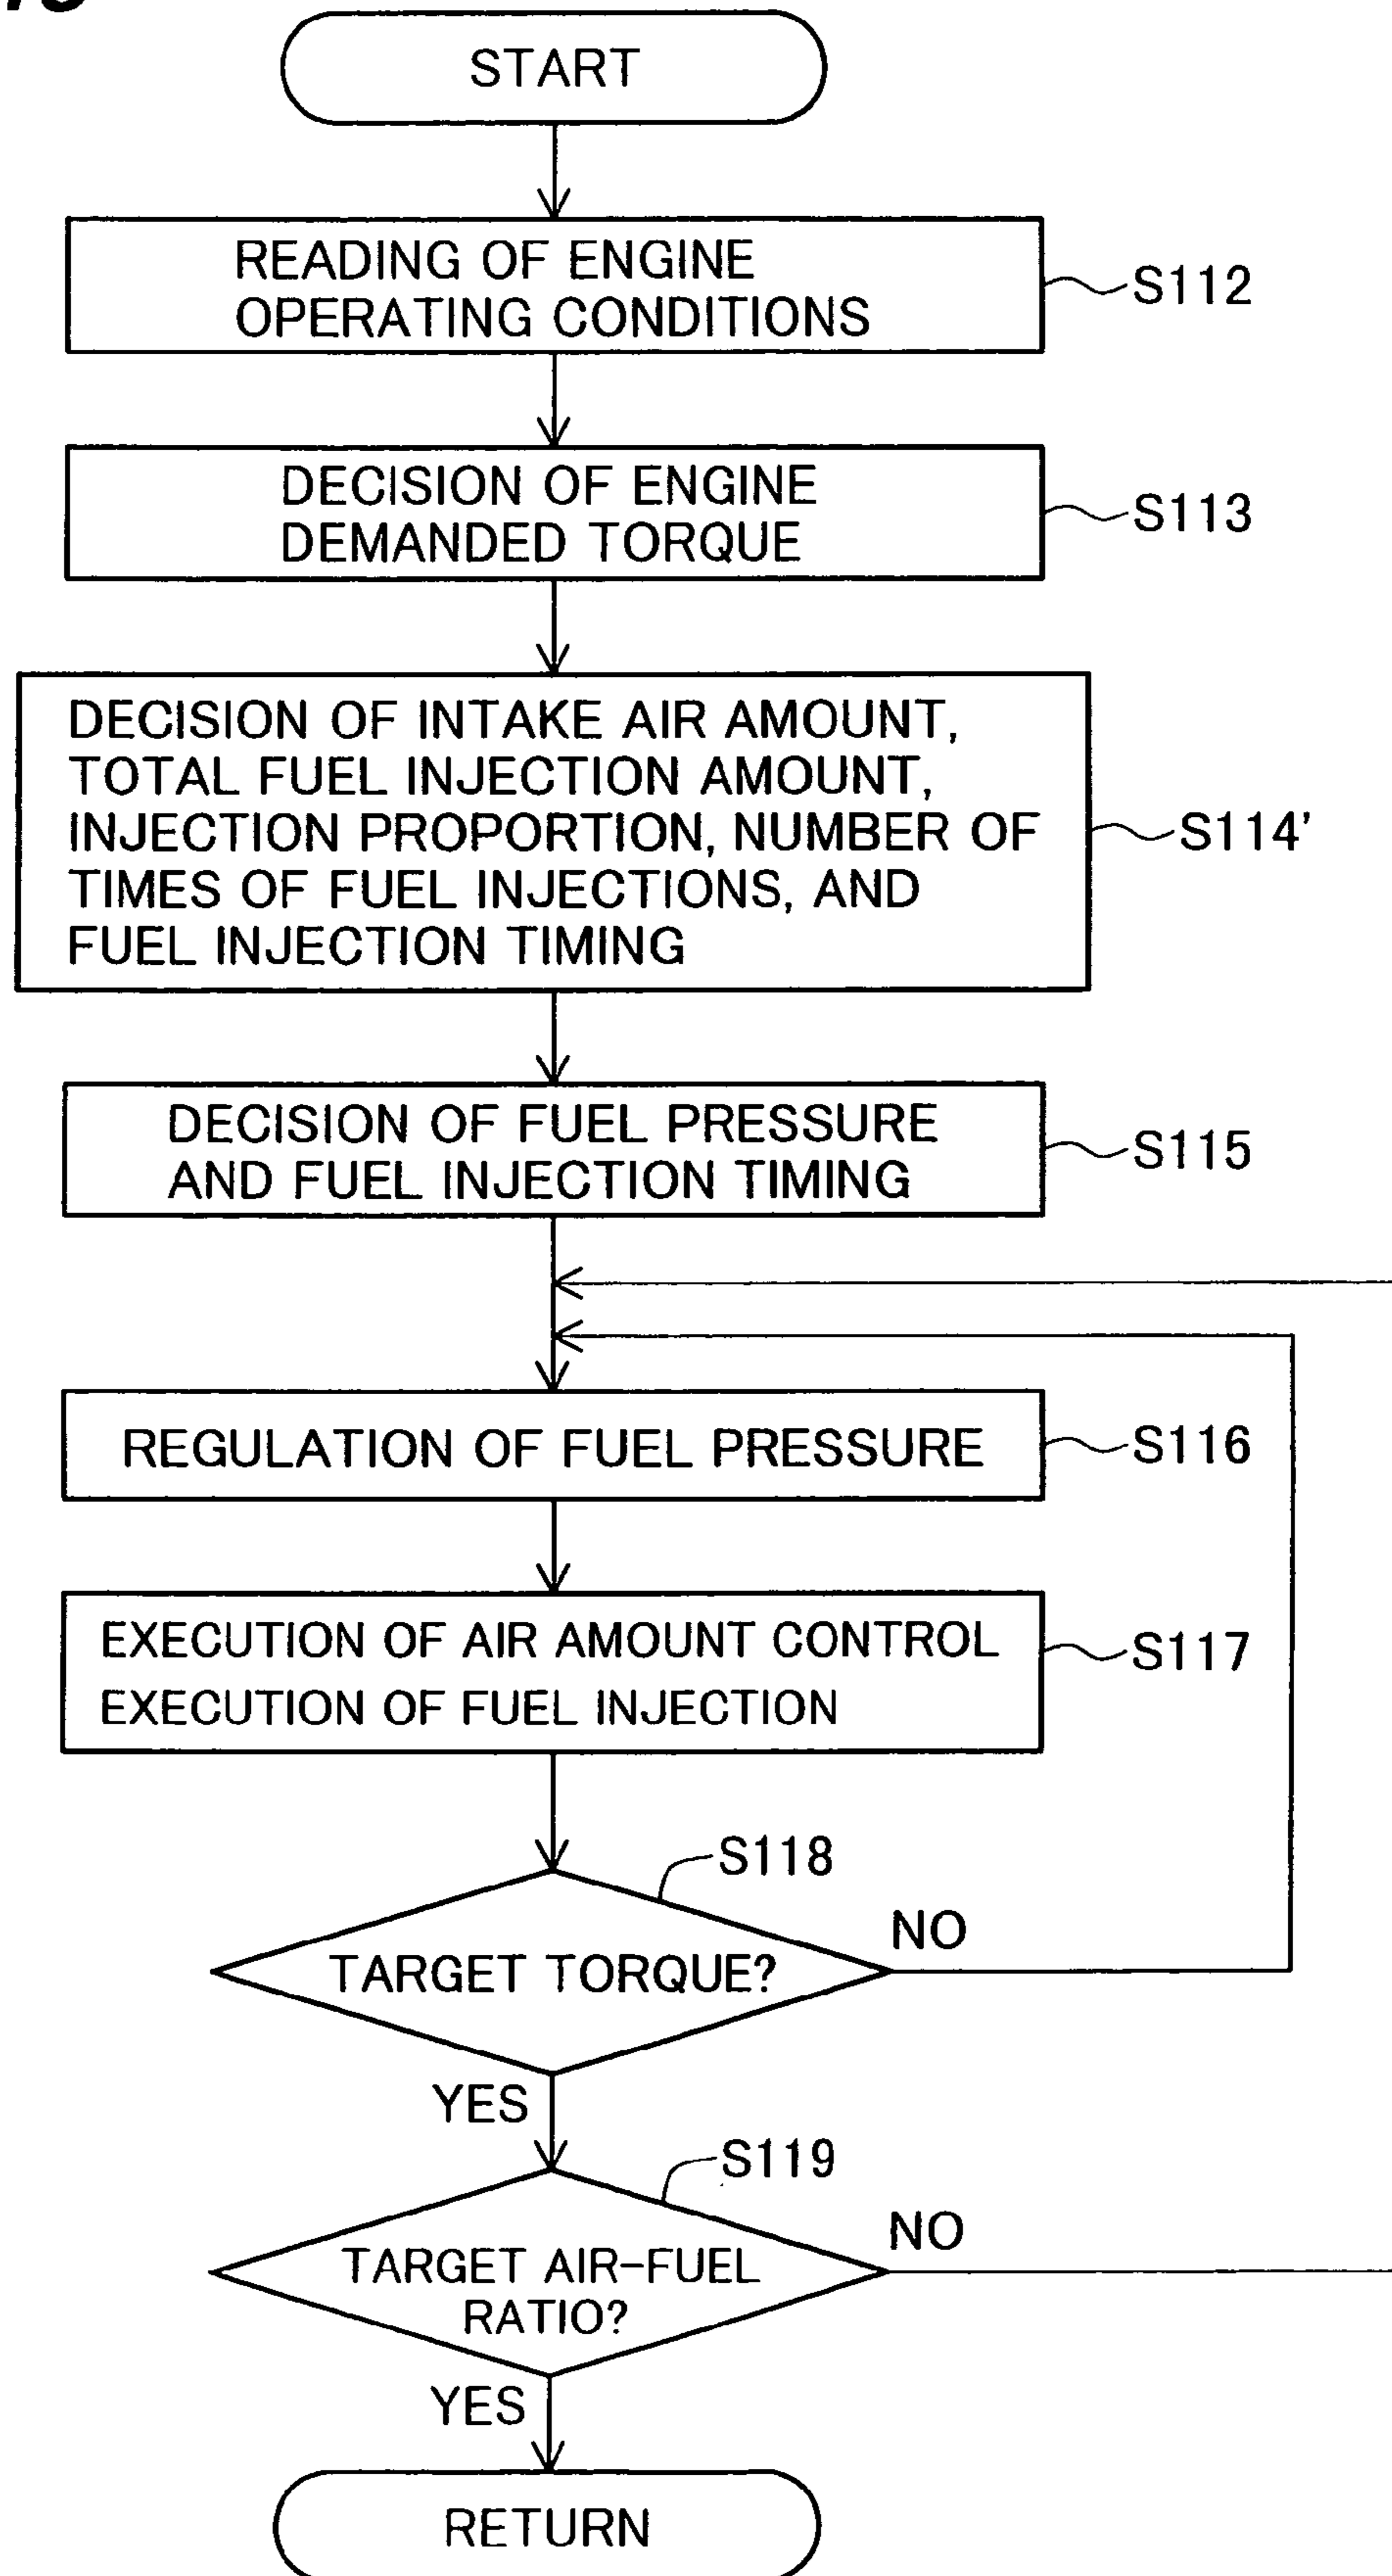 START
READING OF ENGINE
OPERATING CONDITIONS
S112
DECISION OF ENGINE
DEMANDED TORQUE
S113
DECISION OF INTAKE AIR AMOUNT,
TOTAL FUEL INJECTION AMOUNT,
INJECTION PROPORTION, NUMBER OF
TIMES OF FUEL INJECTIONS, AND
FUEL INJECTION TIMING
S114'
DECISION OF FUEL PRESSURE
AND FUEL INJECTION TIMING
S115
REGULATION OF FUEL PRESSURE
S116
EXECUTION OF AIR AMOUNT CONTROL
EXECUTION OF FUEL INJECTION
S117
S118
TARGET TORQUE?
NO
YES
S119
TARGET AIR-FUEL
RATIO?
NO
YES
RETURN